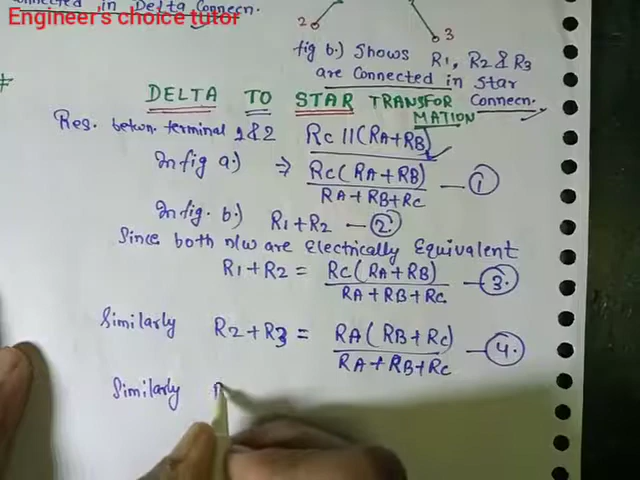 Connected in Delta Connecn.
Engineer's choice tutor
2
3
fig b.) Shows R1, R2 & R3
are Connected in Star
Connecn.
DELTA TO STAR TRANSFORMATION
Res. betwn. terminal 1 & 2 Rc || (RA+RB)
In fig a.) ⇒ Rc(RA+RB) / RA+RB+Rc — 1
In fig. b.) R1+R2 — 2.
Since both n/w are Electrically Equivalent
R1+R2 = Rc(RA+RB) / RA+RB+Rc — 3.
Similarly R2+R3 = RA(RB+Rc) / RA+RB+Rc — 4.
Similarly